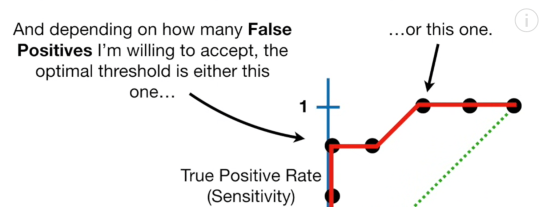 And depending on how many False
Positives I'm willing to accept, the
optimal threshold is either this
one…
…or this one.
1
True Positive Rate
(Sensitivity)